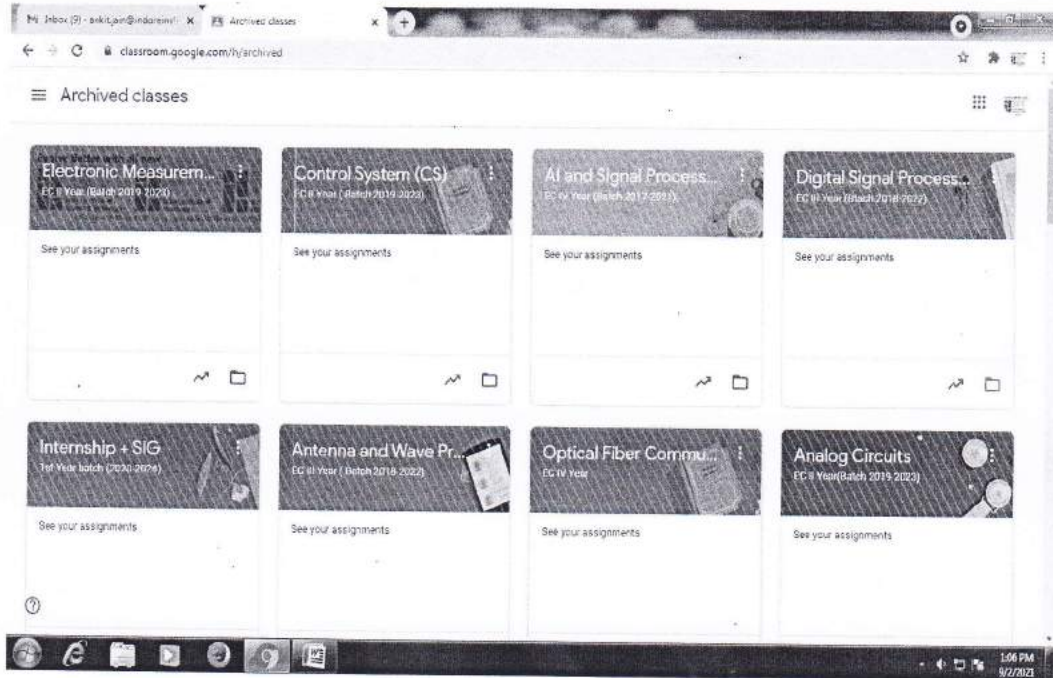 Inbox (9) - ankit.jain@indoreinst
Archived classes
classroom.google.com/h/archived
Archived classes
Electronic Measurem...
EC II Year (Batch 2019-2023)
See your assignments
Control System (CS)
EC II Year ( Batch 2019-2023)
See your assignments
AI and Signal Process...
EC IV Year (Batch 2017-2021)
See your assignments
Digital Signal Process...
EC III Year (Batch 2018-2022)
See your assignments
Internship + SIG
1st Year batch (2020-2024)
See your assignments
Antenna and Wave Pr...
EC III Year ( Batch 2018-2022)
See your assignments
Optical Fiber Commu...
EC IV Year
See your assignments
Analog Circuits
EC II Year(Batch 2019-2023)
See your assignments
1:06 PM
9/2/2021